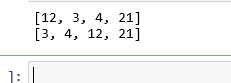 [12, 3, 4, 21]
[3, 4, 12, 21]
]: